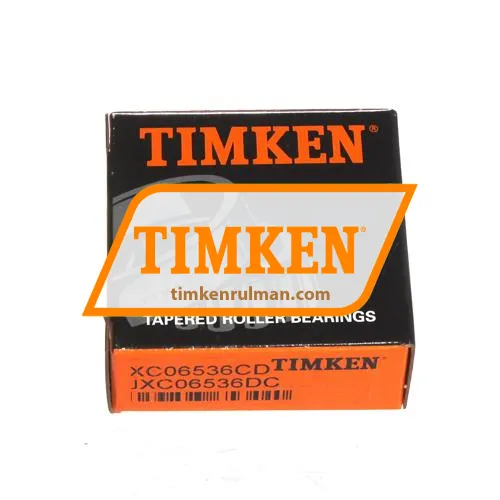 TIMKEN®
TIMKEN®
timkenrulman.com
TAPERED ROLLER BEARINGS
XC06536CD TIMKEN
JXC06536DC